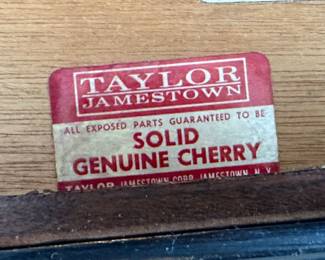 TAYLOR
JAMESTOWN
ALL EXPOSED PARTS GUARANTEED TO BE
SOLID
GENUINE CHERRY
TAYLOR JAMESTOWN CORP. JAMESTOWN, N. Y.